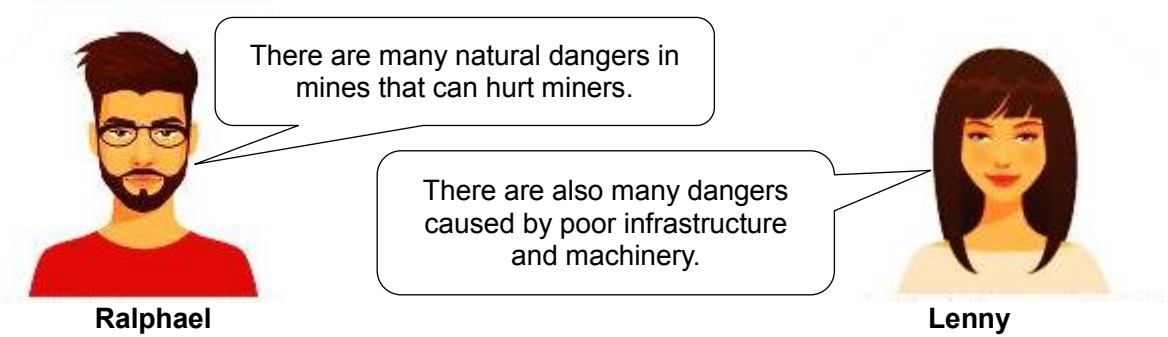 There are many natural dangers in
mines that can hurt miners.
There are also many dangers
caused by poor infrastructure
and machinery.
Ralphael
Lenny